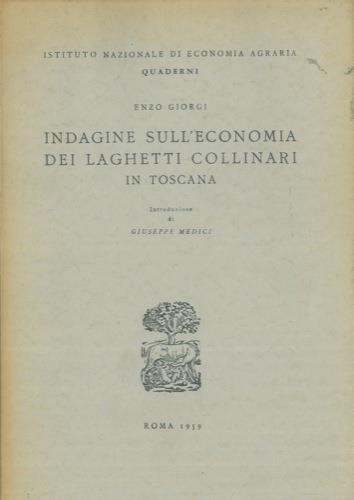 ISTITUTO NAZIONALE DI ECONOMIA AGRARIA
QUADERNI
ENZO GIORGI
INDAGINE SULL'ECONOMIA
DEI LAGHETTI COLLINARI
IN TOSCANA
Introduzione
di
GIUSEPPE MEDICI
ROMA 1959